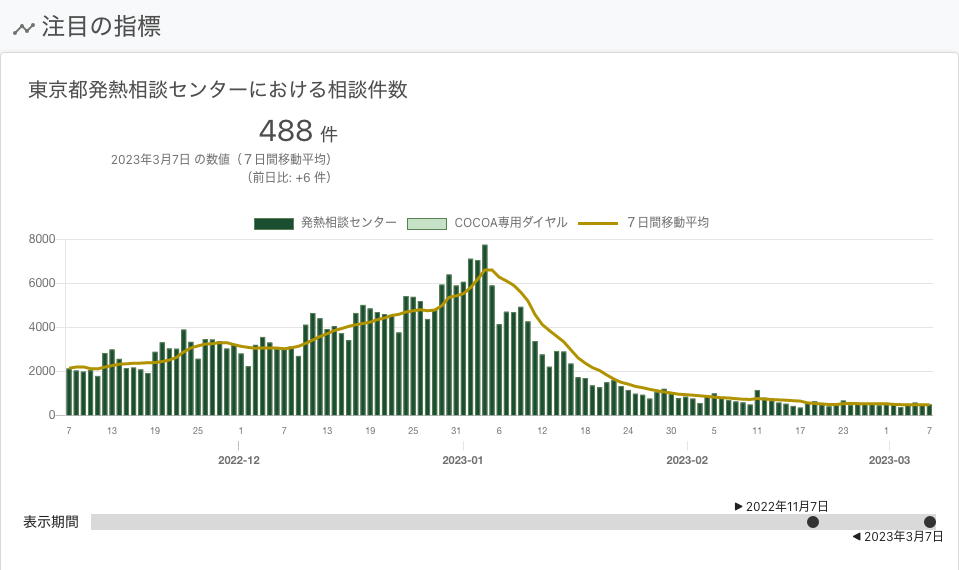 注目の指標
東京都発熱相談センターにおける相談件数
488 件
2023年3月7日 の数値（７日間移動平均）
（前日比: +6 件）
発熱相談センター COCOA専用ダイヤル ７日間移動平均
8000
6000
4000
2000
0
7 13 19 25 1 7 13 19 25 31 6 12 18 24 30 5 11 17 23 1 7
2022-12 2023-01 2023-02 2023-03
▶ 2022年11月7日
表示期間
◀ 2023年3月7日